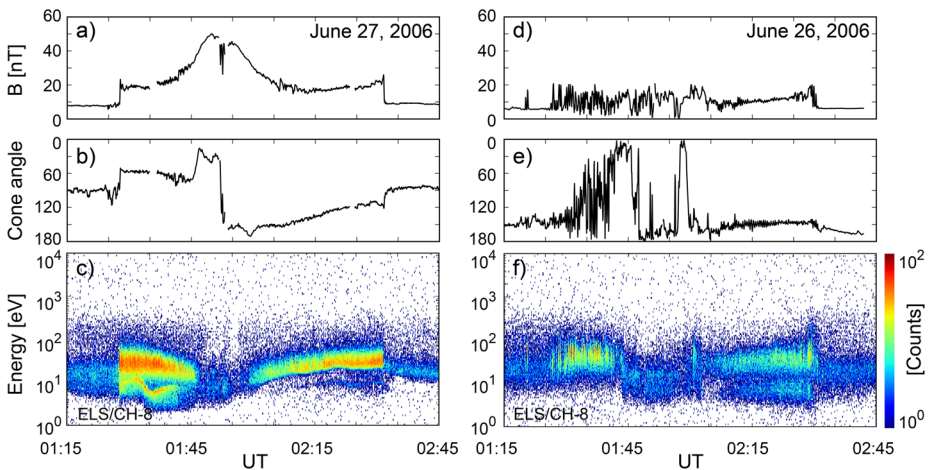 a)
June 27, 2006
B [nT]
60
40
20
0
b)
Cone angle
0
60
120
180
c)
Energy [eV]
10^4
10^3
10^2
10^1
10^0
ELS/CH-8
01:15
01:45
02:15
02:45
UT
d)
June 26, 2006
60
40
20
0
e)
0
60
120
180
f)
10^4
10^3
10^2
10^1
10^0
ELS/CH-8
01:15
01:45
02:15
02:45
UT
10^2
[Counts]
10^0